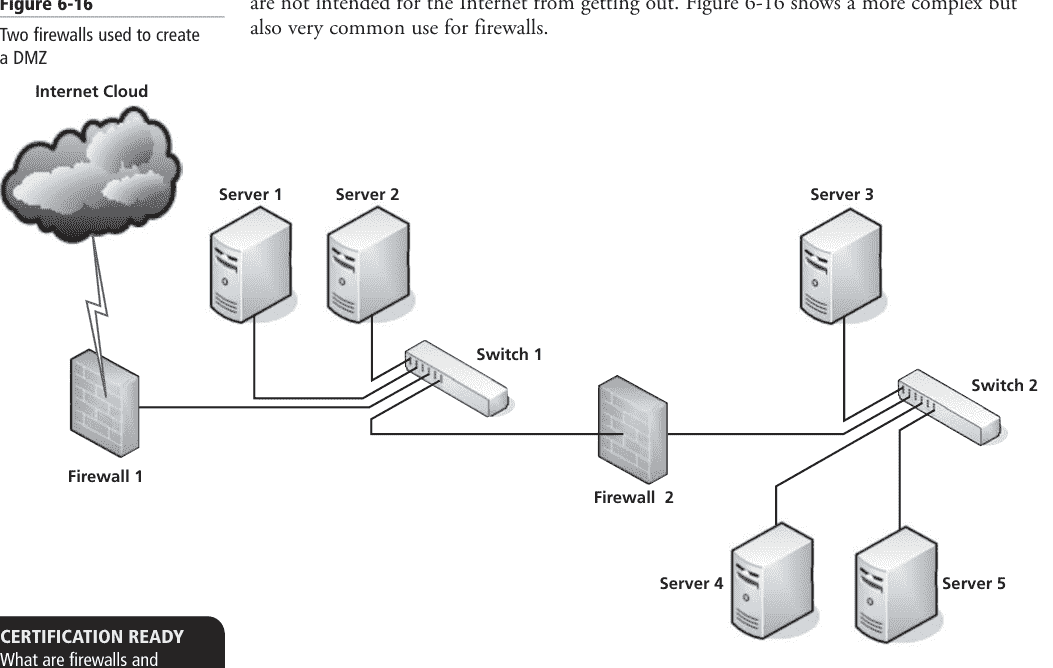 Figure 6-16
Two firewalls used to create
a DMZ
are not intended for the Internet from getting out. Figure 6-16 shows a more complex but
also very common use for firewalls.
Internet Cloud
Server 1
Server 2
Server 3
Switch 1
Switch 2
Firewall 1
Firewall 2
Server 4
Server 5
CERTIFICATION READY
What are firewalls and